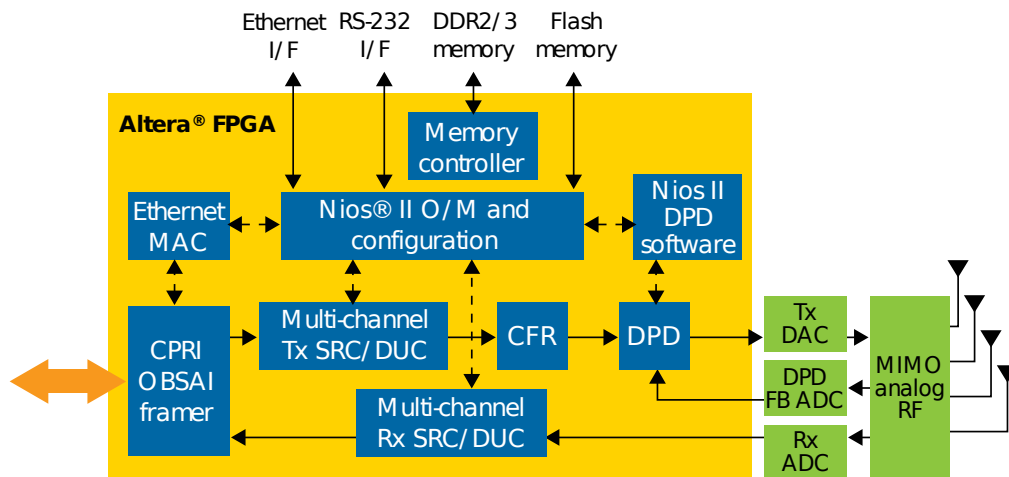 Ethernet
I/F
RS-232
I/F
DDR2/3
memory
Flash
memory
Altera® FPGA
Memory
controller
Ethernet
MAC
Nios® II O/M and
configuration
Nios II
DPD
software
CPRI
OBSAI
framer
Multi-channel
Tx SRC/DUC
CFR
DPD
Tx
DAC
DPD
FB ADC
Rx
ADC
MIMO
analog
RF
Multi-channel
Rx SRC/DUC